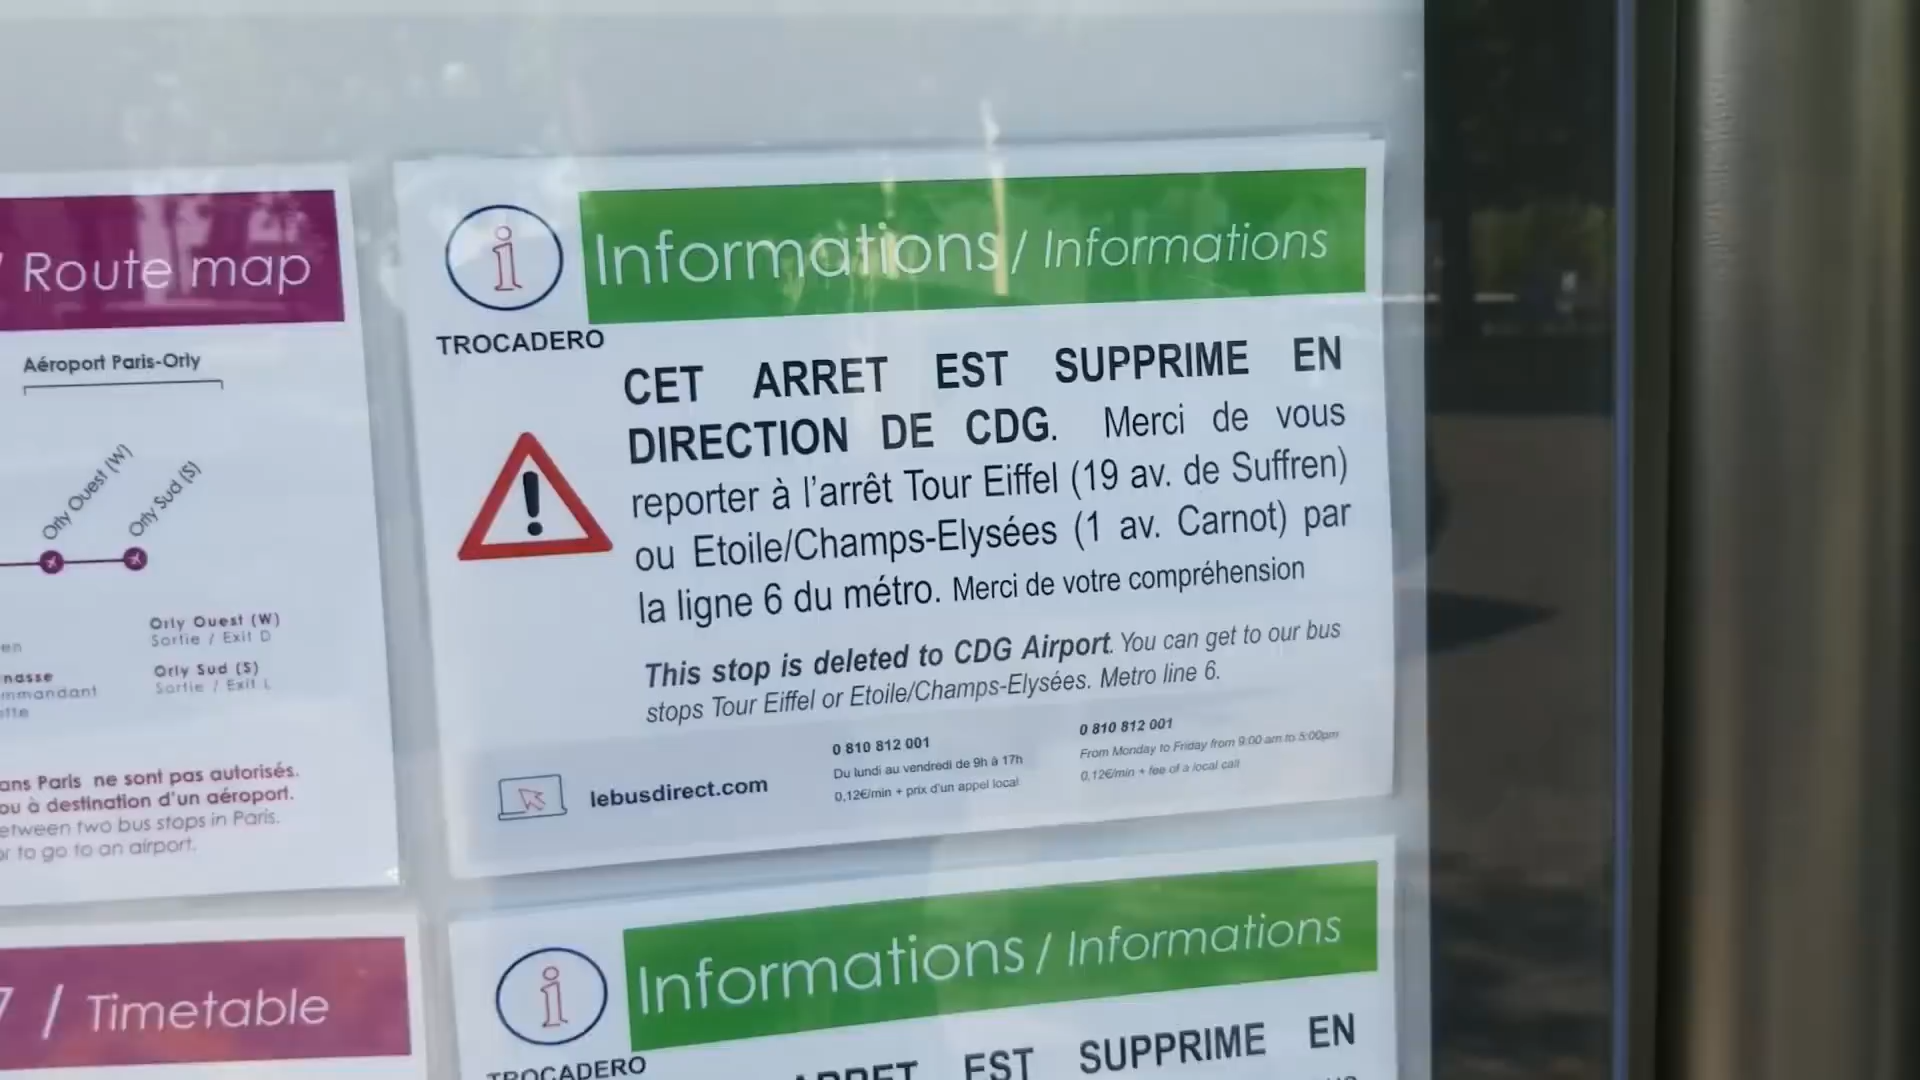 / Route map
Aéroport Paris-Orly
Orly Ouest (W)
Orly Sud (S)
Orly Ouest (W)
Sortie / Exit D
Orly Sud (S)
Sortie / Exit L
ans Paris ne sont pas autorisés.
ou à destination d'un aéroport.
etween two bus stops in Paris.
or to go to an airport.
/ Timetable
i
Informations / Informations
TROCADERO
CET ARRET EST SUPPRIME EN
DIRECTION DE CDG. Merci de vous
reporter à l'arrêt Tour Eiffel (19 av. de Suffren)
ou Etoile/Champs-Elysées (1 av. Carnot) par
la ligne 6 du métro. Merci de votre compréhension
This stop is deleted to CDG Airport. You can get to our bus
stops Tour Eiffel or Etoile/Champs-Elysées. Metro line 6.
lebusdirect.com
0 810 812 001
Du lundi au vendredi de 9h à 17h
0,12€/min + prix d'un appel local
0 810 812 001
From Monday to Friday from 9:00 am to 5:00pm
0,12€/min + fee of a local call
i
Informations / Informations
TROCADERO
ARRET EST SUPPRIME EN